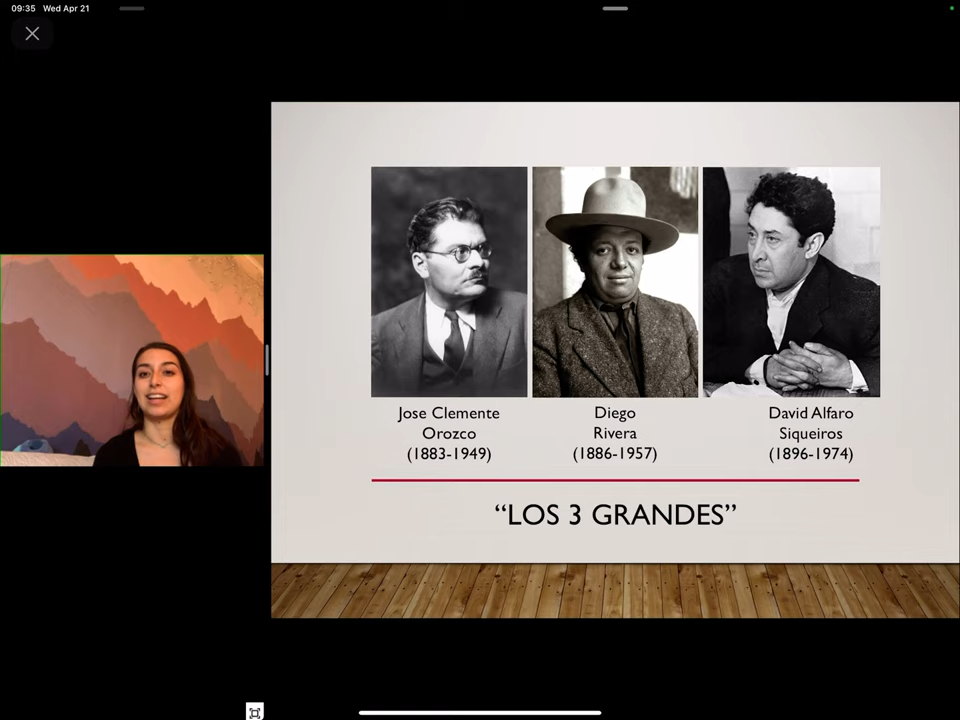 09:35 Wed Apr 21
Jose Clemente
Orozco
(1883-1949)
Diego
Rivera
(1886-1957)
David Alfaro
Siqueiros
(1896-1974)
“LOS 3 GRANDES”